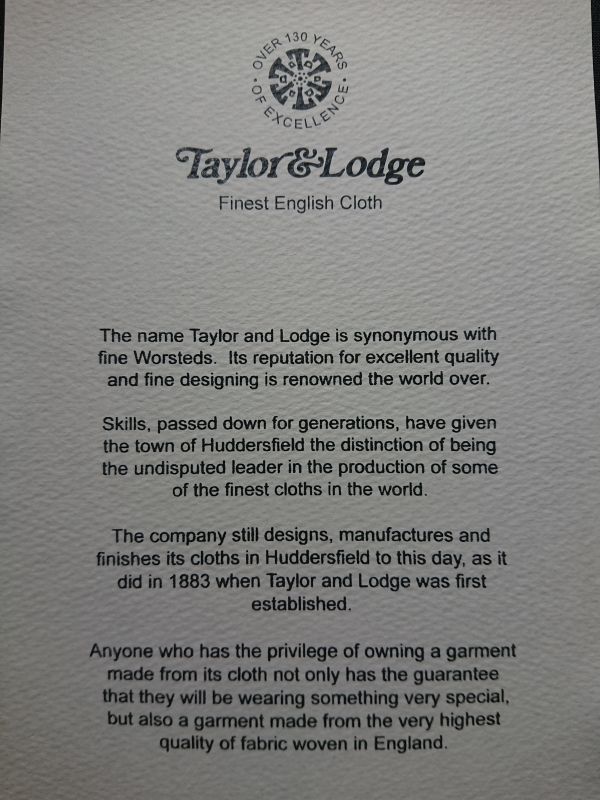 OVER 130 YEARS
OF EXCELLENCE
Taylor&Lodge
Finest English Cloth
The name Taylor and Lodge is synonymous with
fine Worsteds. Its reputation for excellent quality
and fine designing is renowned the world over.
Skills, passed down for generations, have given
the town of Huddersfield the distinction of being
the undisputed leader in the production of some
of the finest cloths in the world.
The company still designs, manufactures and
finishes its cloths in Huddersfield to this day, as it
did in 1883 when Taylor and Lodge was first
established.
Anyone who has the privilege of owning a garment
made from its cloth not only has the guarantee
that they will be wearing something very special,
but also a garment made from the very highest
quality of fabric woven in England.